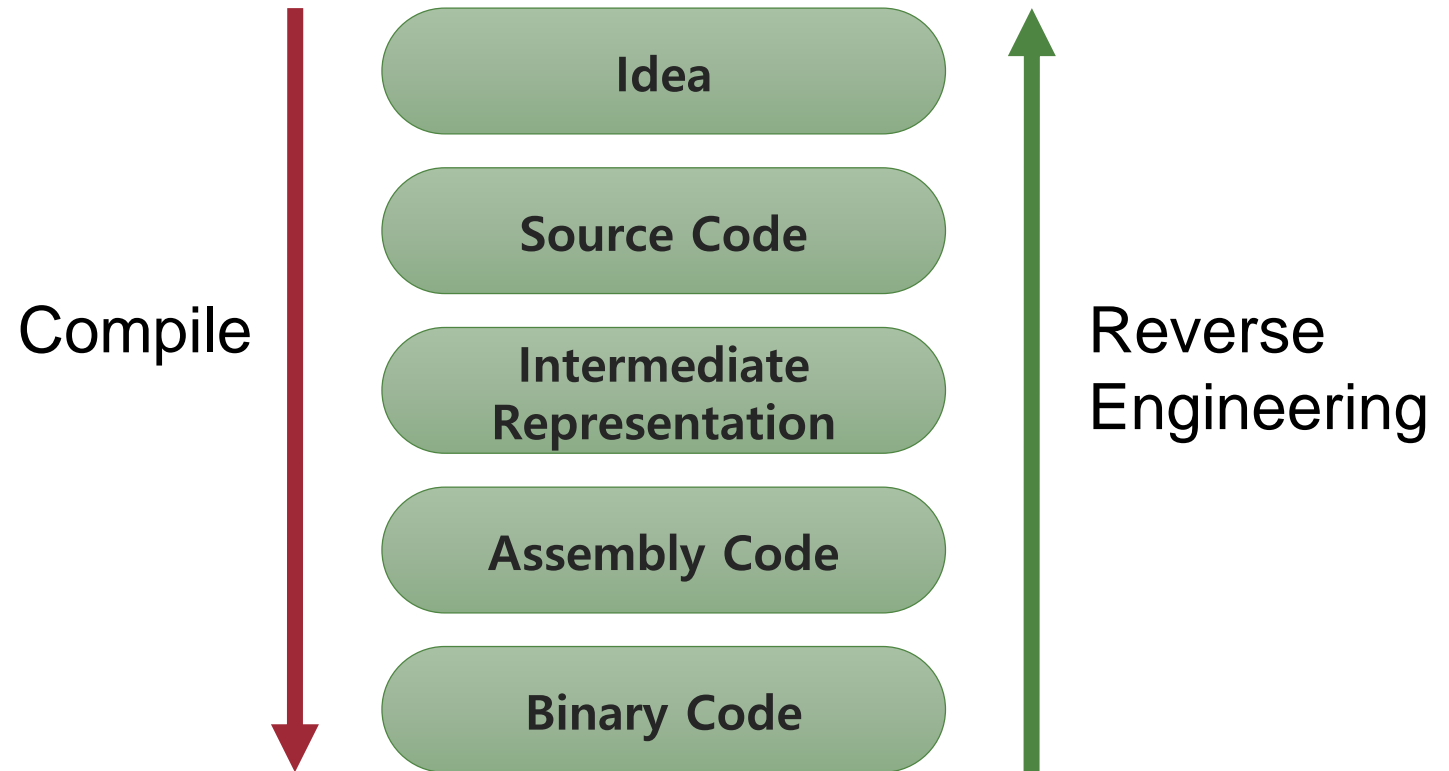 Idea
Source Code
Compile
Intermediate
Representation
Reverse
Engineering
Assembly Code
Binary Code